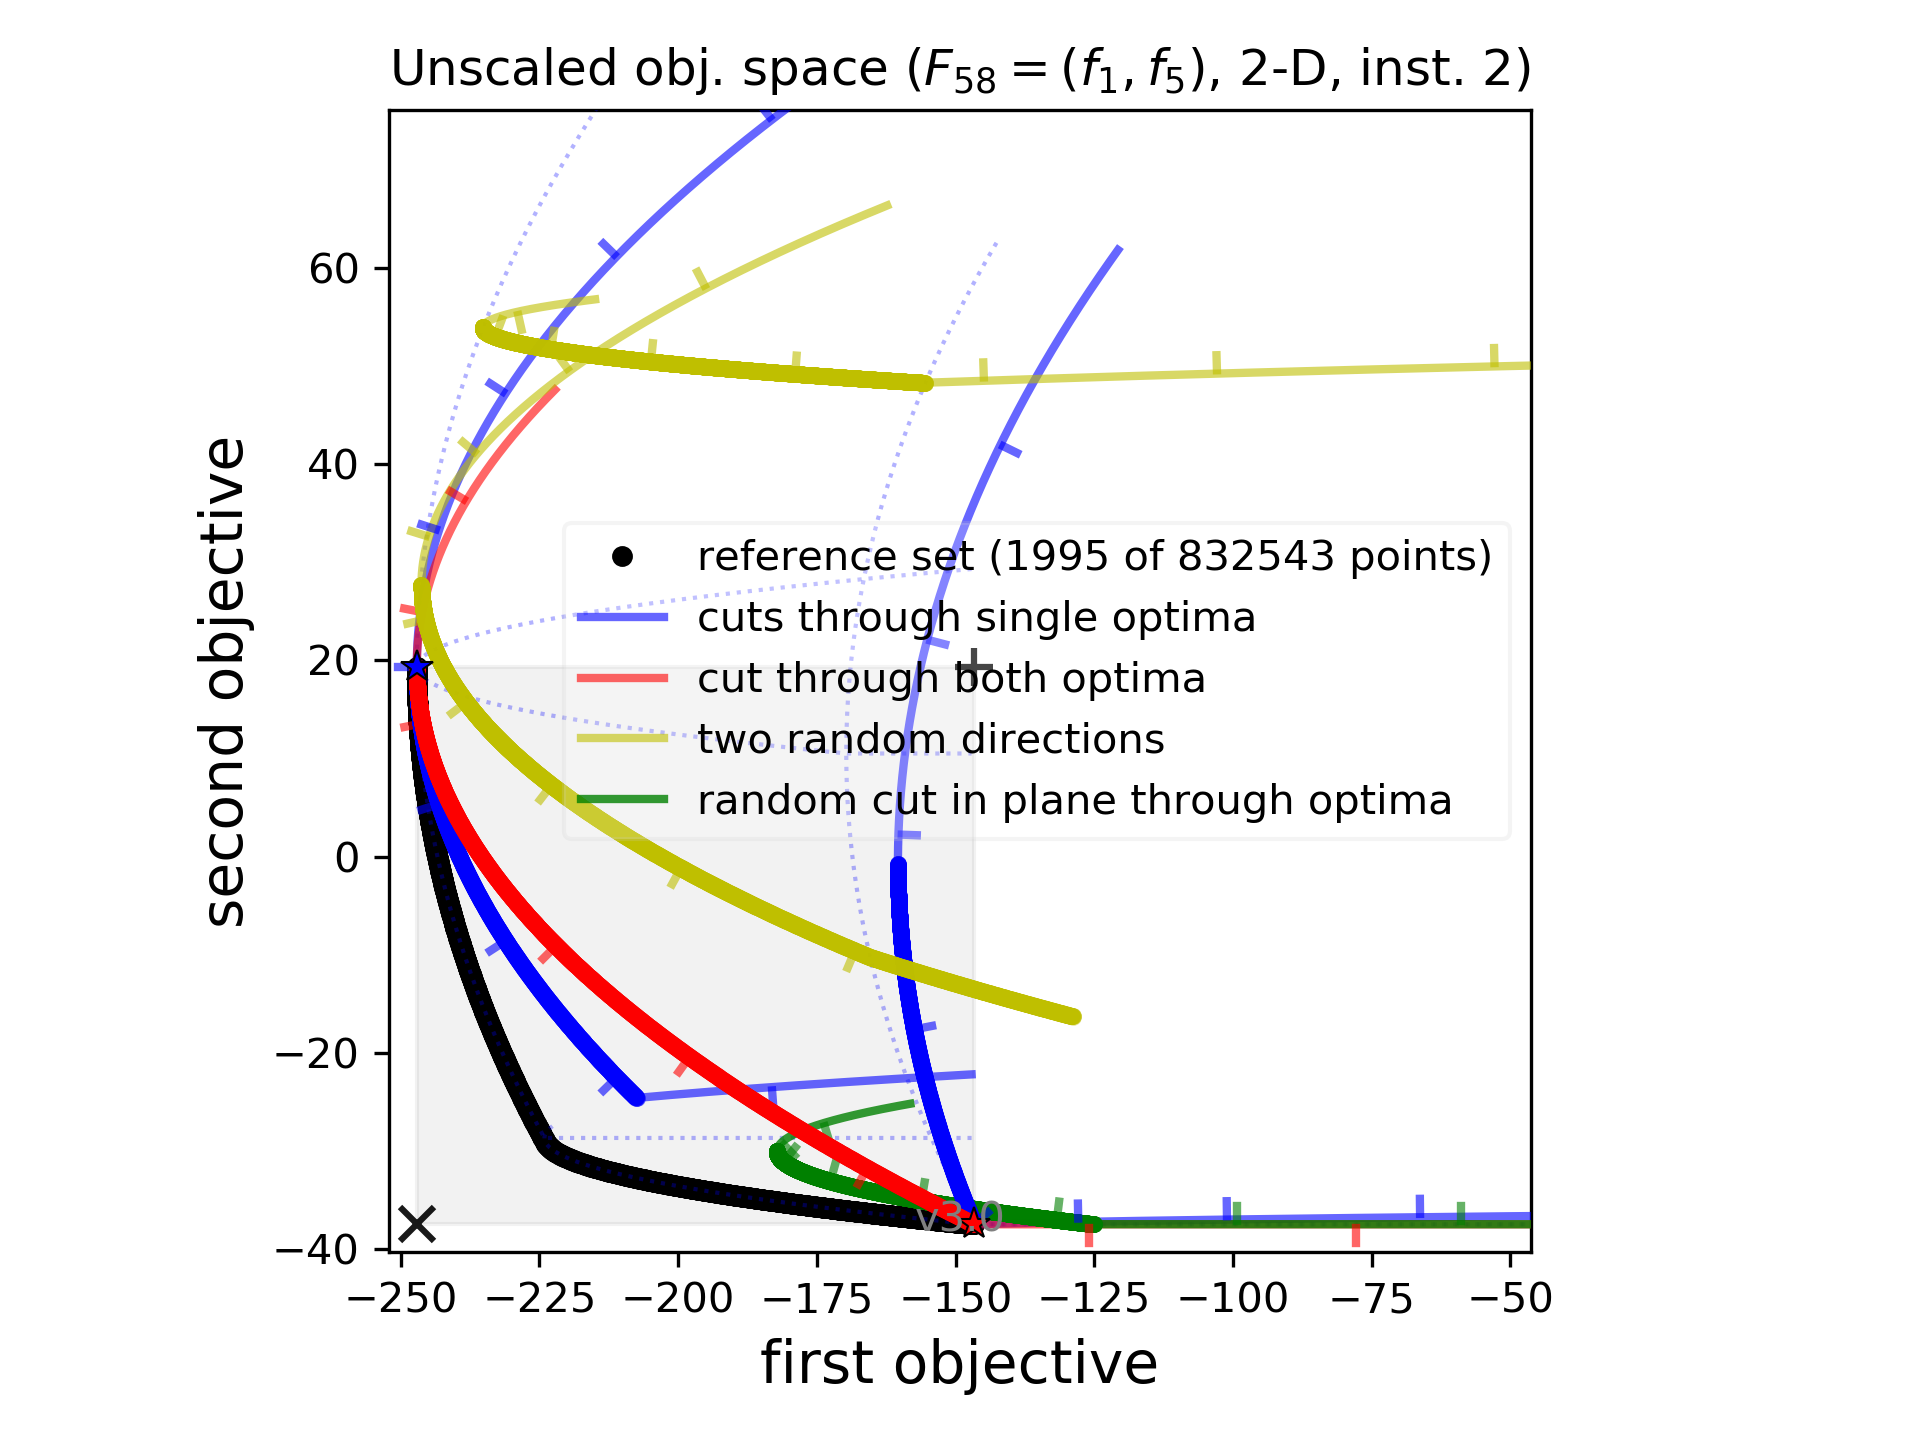 Unscaled obj. space (F58 = (f1, f5), 2-D, inst. 2)
60
40
20
0
−20
−40
second objective
reference set (1995 of 832543 points)
cuts through single optima
cut through both optima
two random directions
random cut in plane through optima
v3.0
−250 −225 −200 −175 −150 −125 −100 −75 −50
first objective